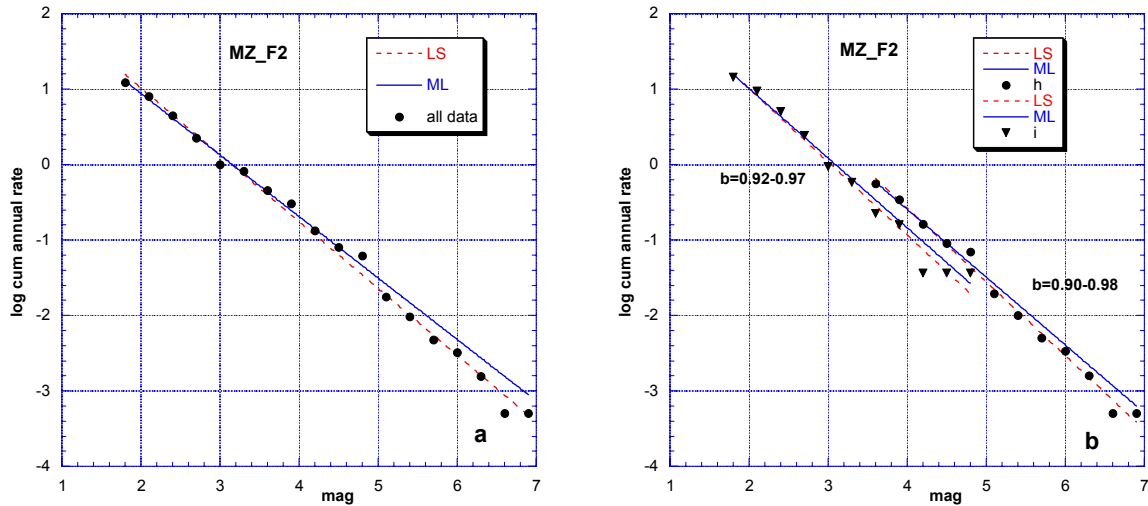 MZ_F2
LS
ML
all data
2
1
0
-1
-2
-3
-4
log cum annual rate
a
1 2 3 4 5 6 7
mag
MZ_F2
LS
ML
h
LS
ML
i
2
1
0
-1
-2
-3
-4
log cum annual rate
b=0.92-0.97
b=0.90-0.98
b
1 2 3 4 5 6 7
mag